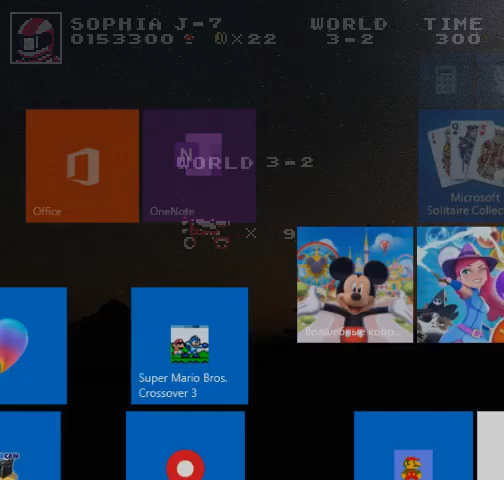 SOPHIA J-7
WORLD
TIME
0153300
×22
3-2
300
Office
OneNote
WORLD 3-2
× 9
Microsoft
Solitaire Collec
Волшебные коро...
Super Mario Bros.
Crossover 3